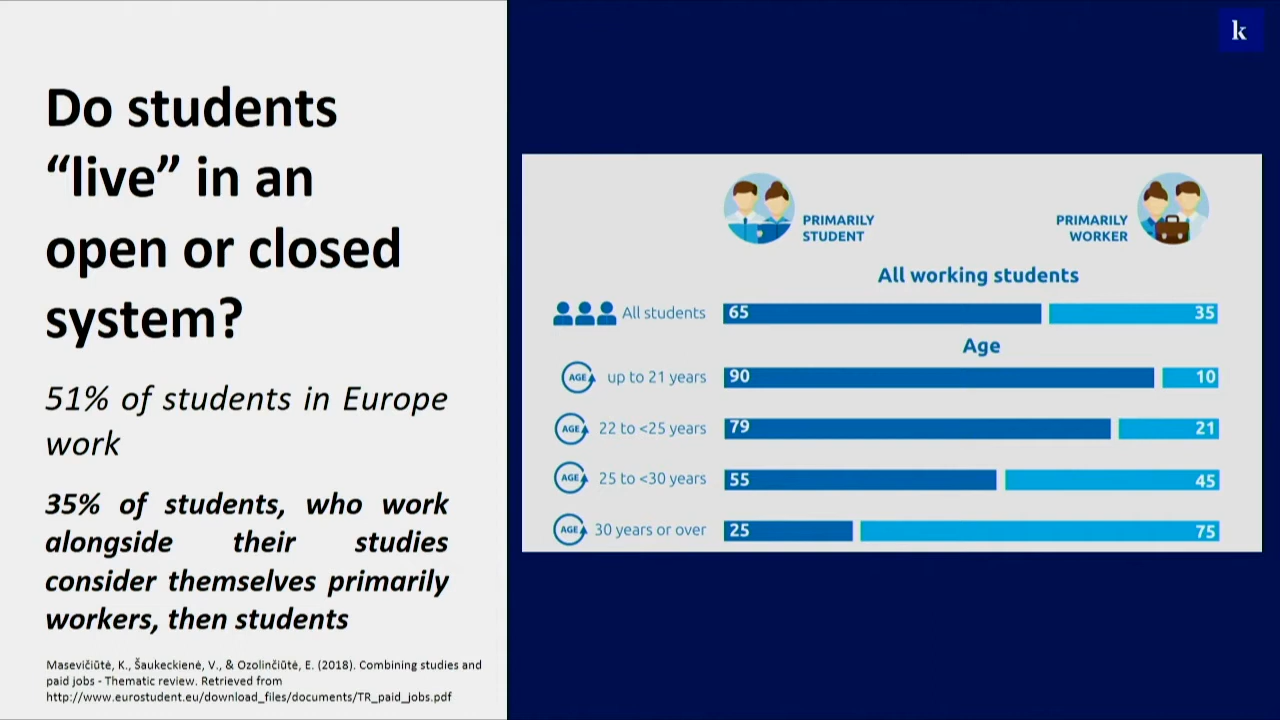 Do students
“live” in an
open or closed
system?
51% of students in Europe
work
35% of students, who work
alongside their studies
consider themselves primarily
workers, then students
Masevičiūtė, K., Šaukeckienė, V., & Ozolinčiūtė, E. (2018). Combining studies and
paid jobs - Thematic review. Retrieved from
http://www.eurostudent.eu/download_files/documents/TR_paid_jobs.pdf
k
PRIMARILY
STUDENT
PRIMARILY
WORKER
All working students
All students 65 35
Age
AGE up to 21 years 90 10
AGE 22 to <25 years 79 21
AGE 25 to <30 years 55 45
AGE 30 years or over 25 75